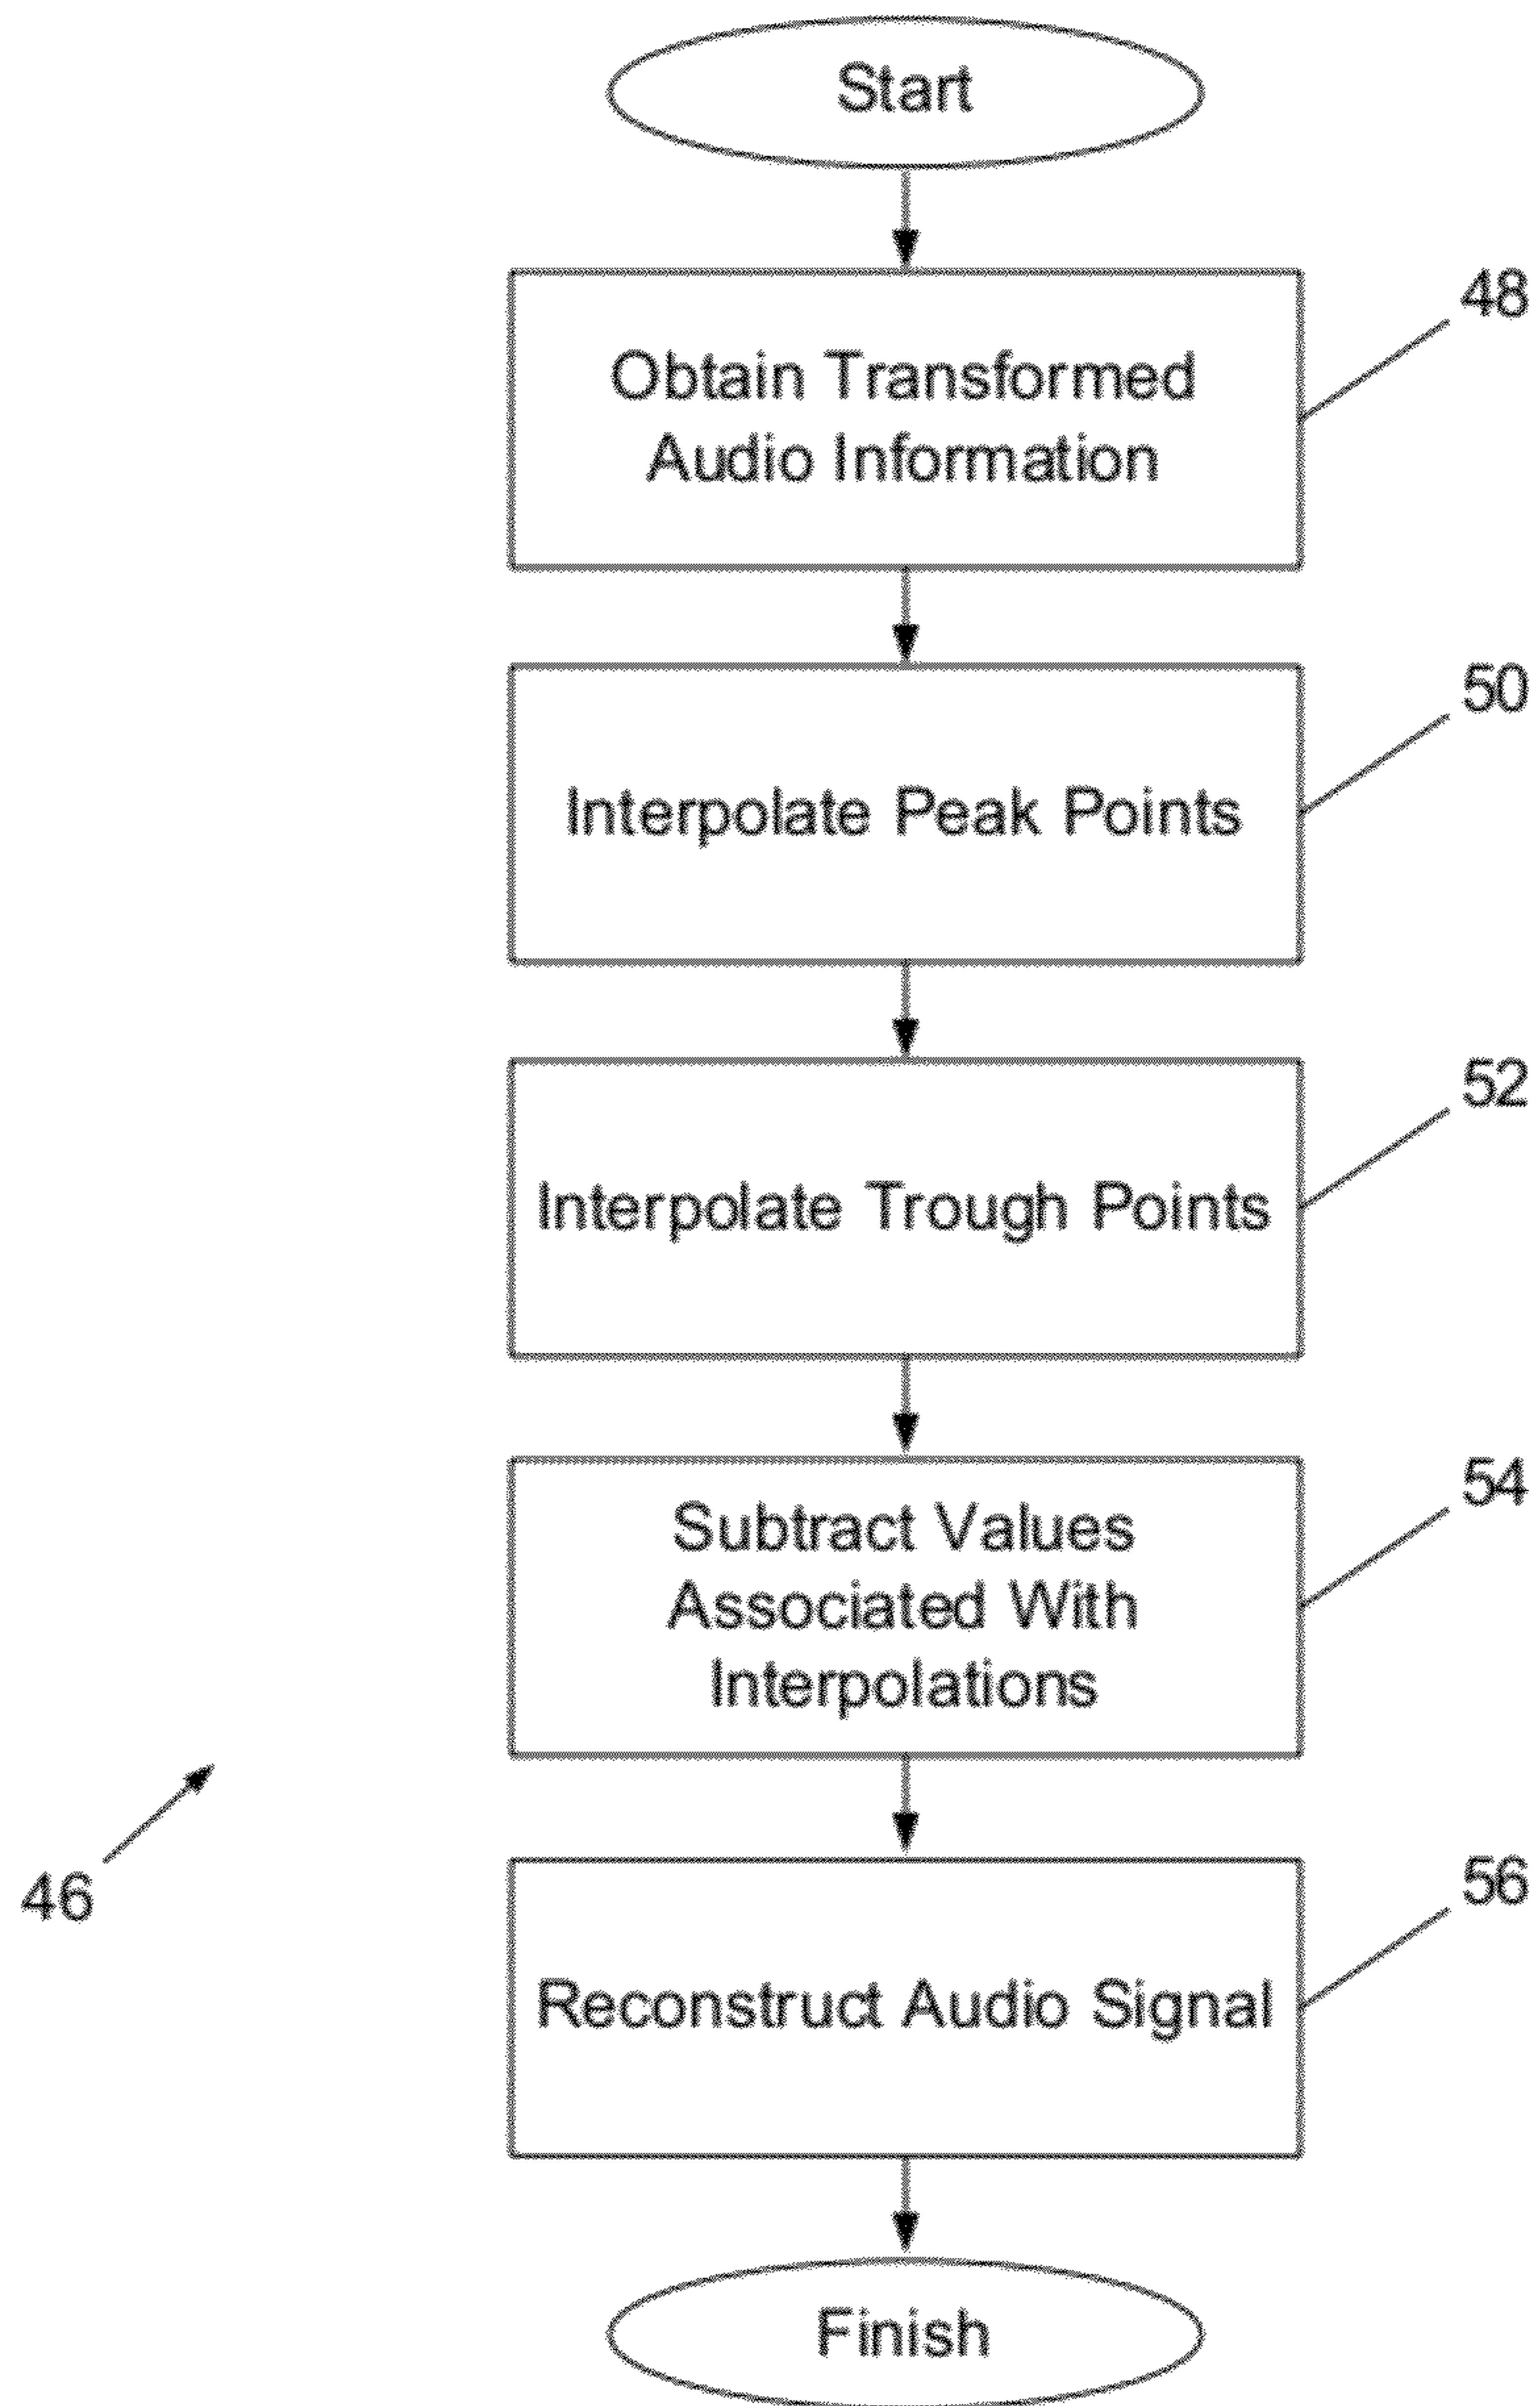 Start
48
Obtain Transformed
Audio Information
50
Interpolate Peak Points
52
Interpolate Trough Points
54
Subtract Values
Associated With
Interpolations
46
56
Reconstruct Audio Signal
Finish